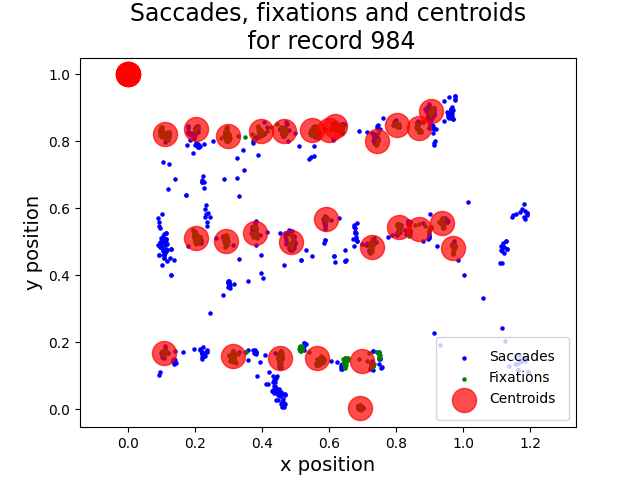 Saccades, fixations and centroids
for record 984
1.0
0.8
0.6
0.4
0.2
0.0
y position
0.0 0.2 0.4 0.6 0.8 1.0 1.2
x position
Saccades
Fixations
Centroids